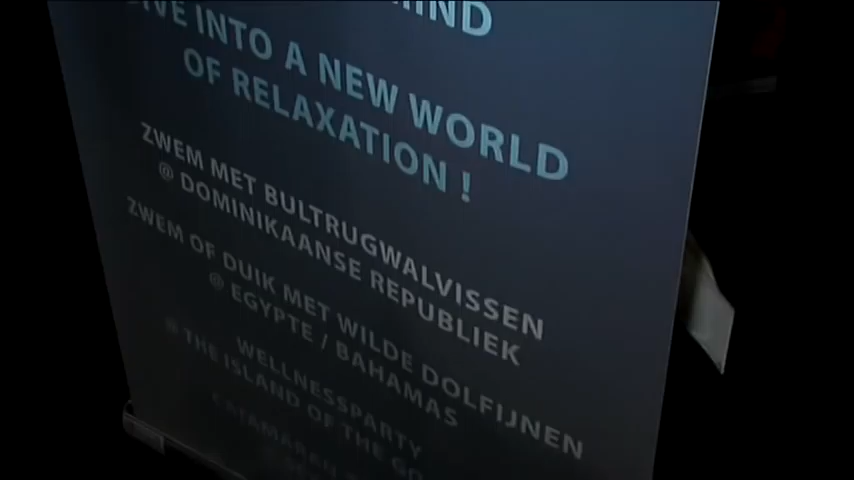 INTO A NEW WORLD
OF RELAXATION !
ZWEM MET BULTRUGWALVISSEN
@ DOMINIKAANSE REPUBLIEK
ZWEM OF DUIK MET WILDE DOLFIJNEN
@ EGYPTE / BAHAMAS
WELLNESSPARTY
@ THE ISLAND OF THE
CATAMARAN